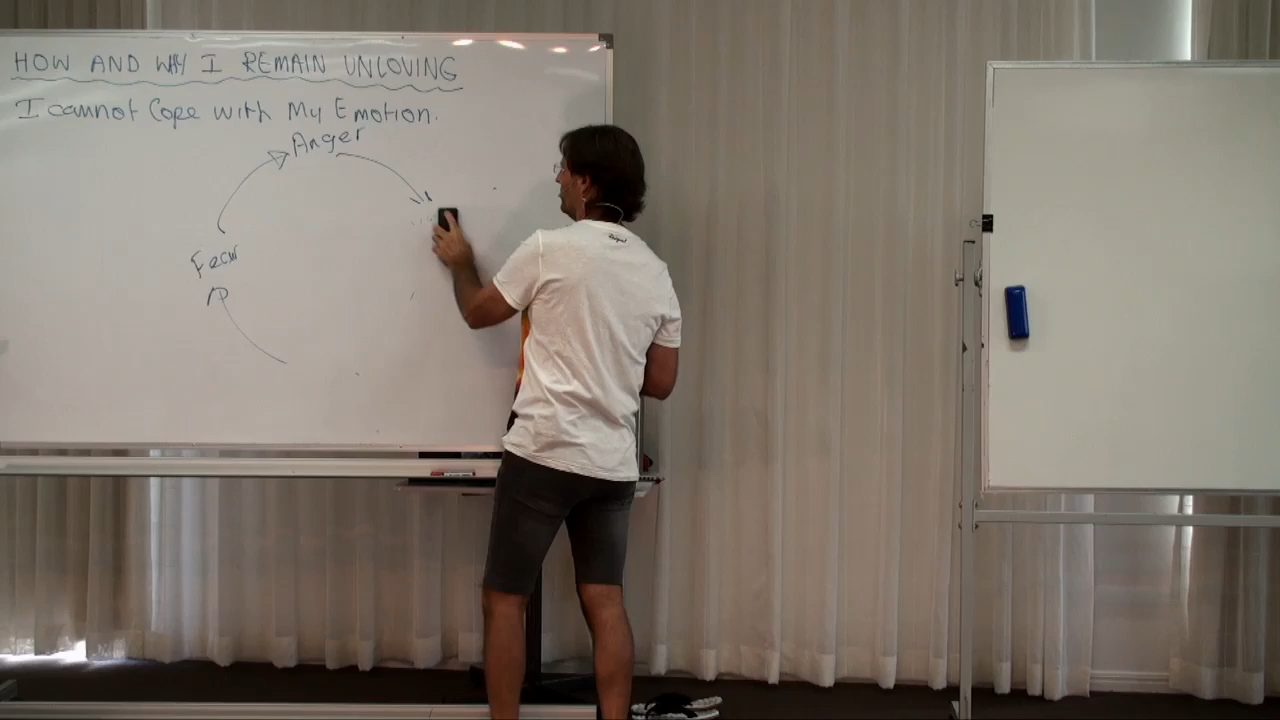 HOW AND WHY I REMAIN UNLOVING
I cannot Cope with My Emotion.
Anger
Fear